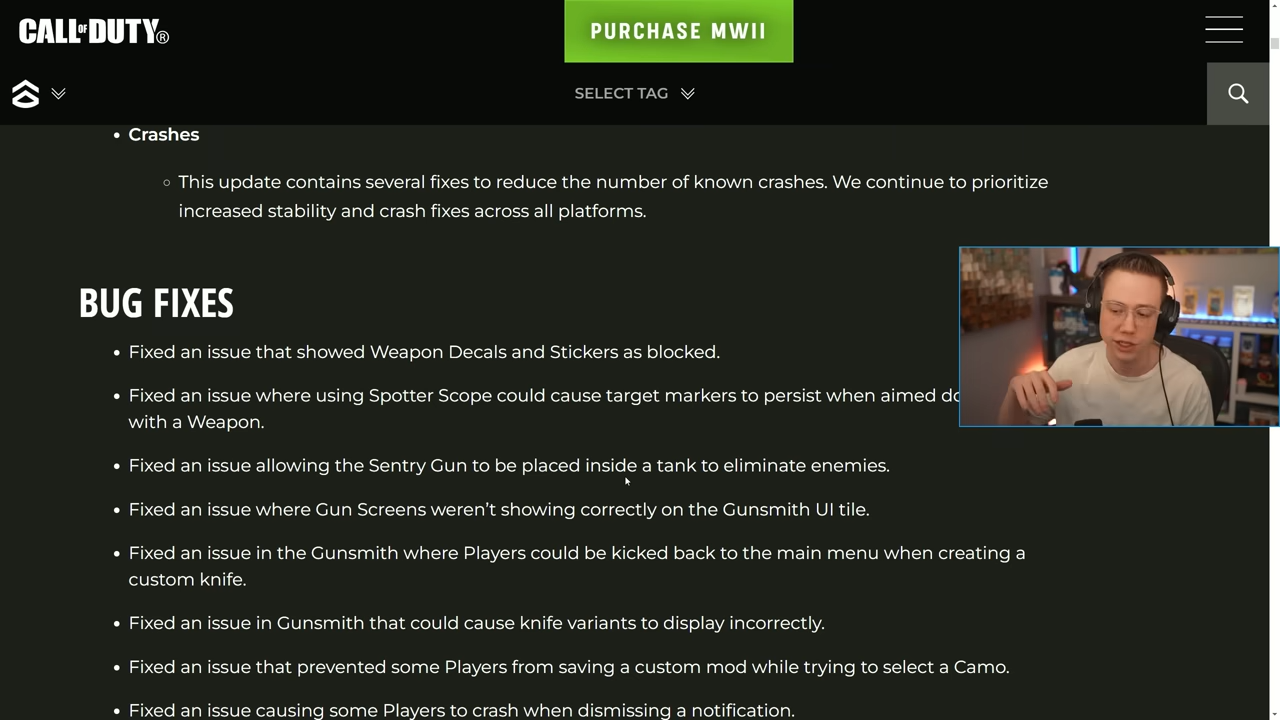 CALL OF DUTY®
PURCHASE MWII
SELECT TAG
• Crashes
◦ This update contains several fixes to reduce the number of known crashes. We continue to prioritize
increased stability and crash fixes across all platforms.
BUG FIXES
• Fixed an issue that showed Weapon Decals and Stickers as blocked.
• Fixed an issue where using Spotter Scope could cause target markers to persist when aimed
with a Weapon.
• Fixed an issue allowing the Sentry Gun to be placed inside a tank to eliminate enemies.
• Fixed an issue where Gun Screens weren’t showing correctly on the Gunsmith UI tile.
• Fixed an issue in the Gunsmith where Players could be kicked back to the main menu when creating a
custom knife.
• Fixed an issue in Gunsmith that could cause knife variants to display incorrectly.
• Fixed an issue that prevented some Players from saving a custom mod while trying to select a Camo.
• Fixed an issue causing some Players to crash when dismissing a notification.